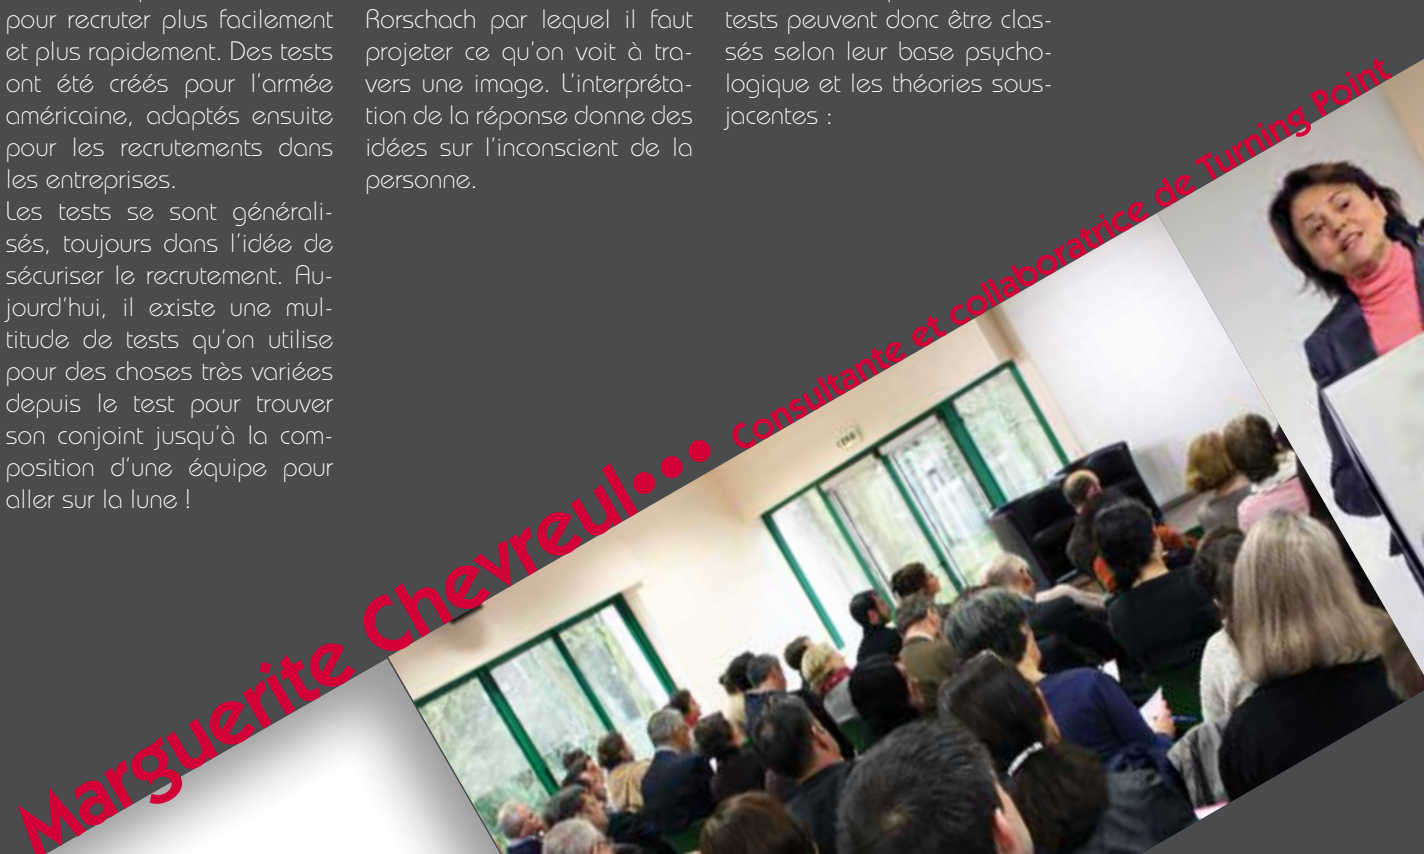 pour recruter plus facilement
et plus rapidement. Des tests
ont été créés pour l'armée
américaine, adaptés ensuite
pour les recrutements dans
les entreprises.
Les tests se sont générali-
sés, toujours dans l'idée de
sécuriser le recrutement. Au-
jourd'hui, il existe une mul-
titude de tests qu'on utilise
pour des choses très variées
depuis le test pour trouver
son conjoint jusqu'à la com-
position d'une équipe pour
aller sur la lune !
Rorschach par lequel il faut
projeter ce qu'on voit à tra-
vers une image. L'interpréta-
tion de la réponse donne des
idées sur l'inconscient de la
personne.
tests peuvent donc être clas-
sés selon leur base psycho-
logique et les théories sous-
jacentes :
Marguerite Chevreul... Consultante et collaboratrice de Turning Point